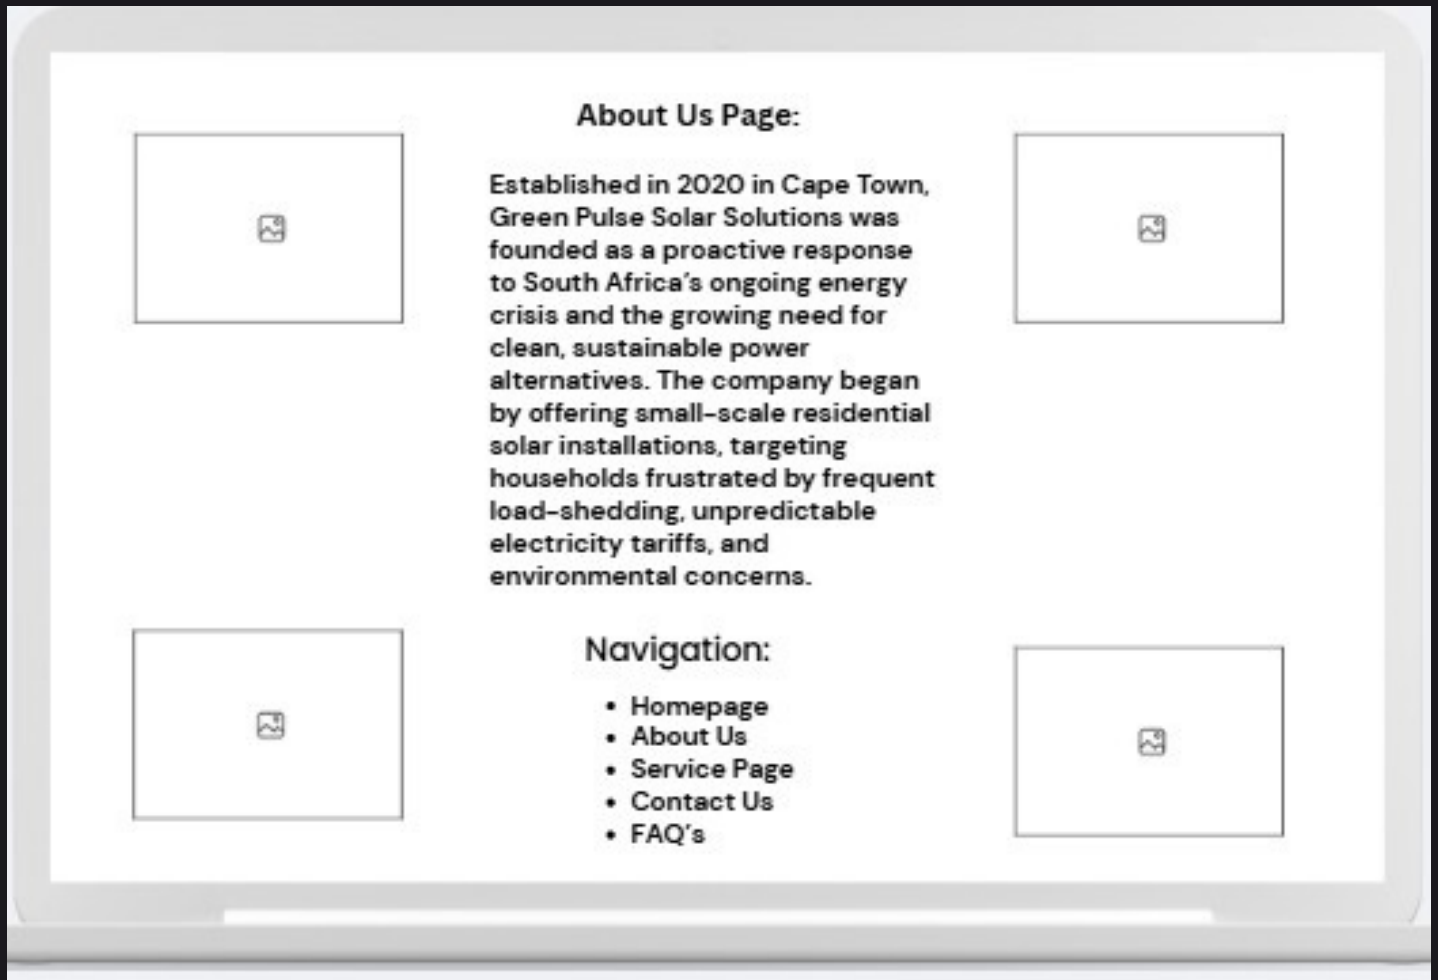 About Us Page:
Established in 2020 in Cape Town,
Green Pulse Solar Solutions was
founded as a proactive response
to South Africa's ongoing energy
crisis and the growing need for
clean, sustainable power
alternatives. The company began
by offering small-scale residential
solar installations, targeting
households frustrated by frequent
load-shedding, unpredictable
electricity tariffs, and
environmental concerns.
Navigation:
• Homepage
• About Us
• Service Page
• Contact Us
• FAQ's